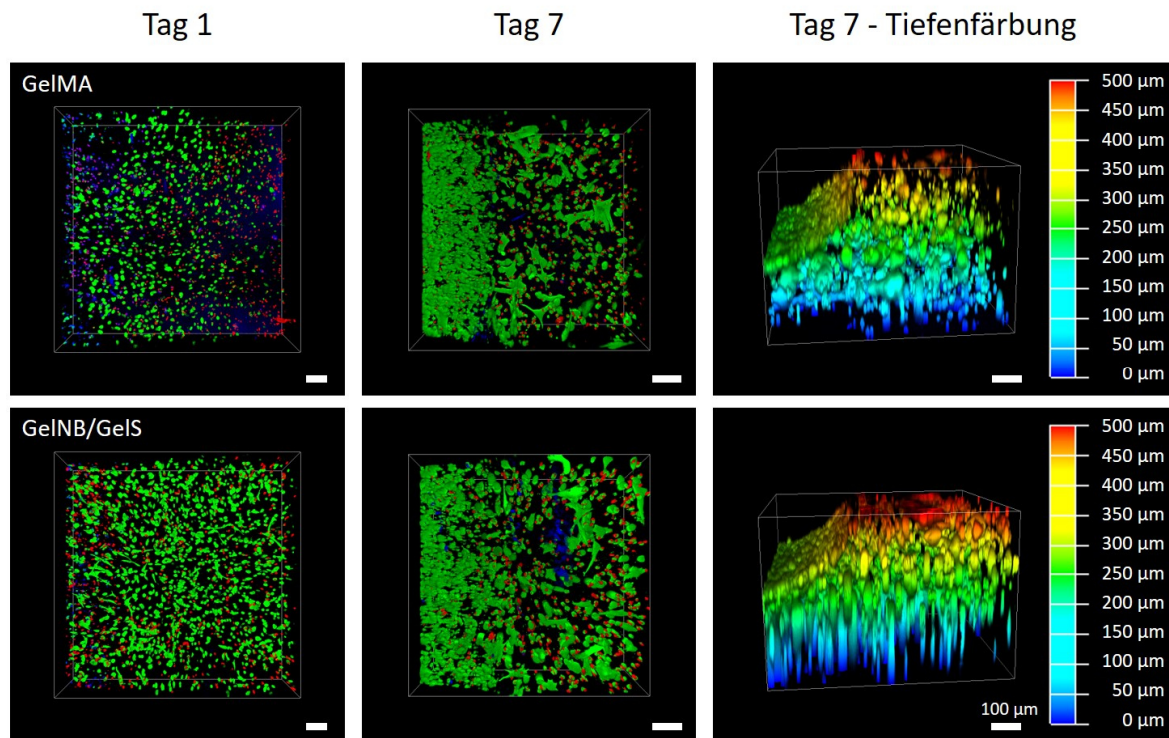 Tag 1
Tag 7
Tag 7 - Tiefenfärbung
GelMA
500 µm
450 µm
400 µm
350 µm
300 µm
250 µm
200 µm
150 µm
100 µm
50 µm
0 µm
GelNB/GelS
500 µm
450 µm
400 µm
350 µm
300 µm
250 µm
200 µm
150 µm
100 µm
50 µm
0 µm
100 µm